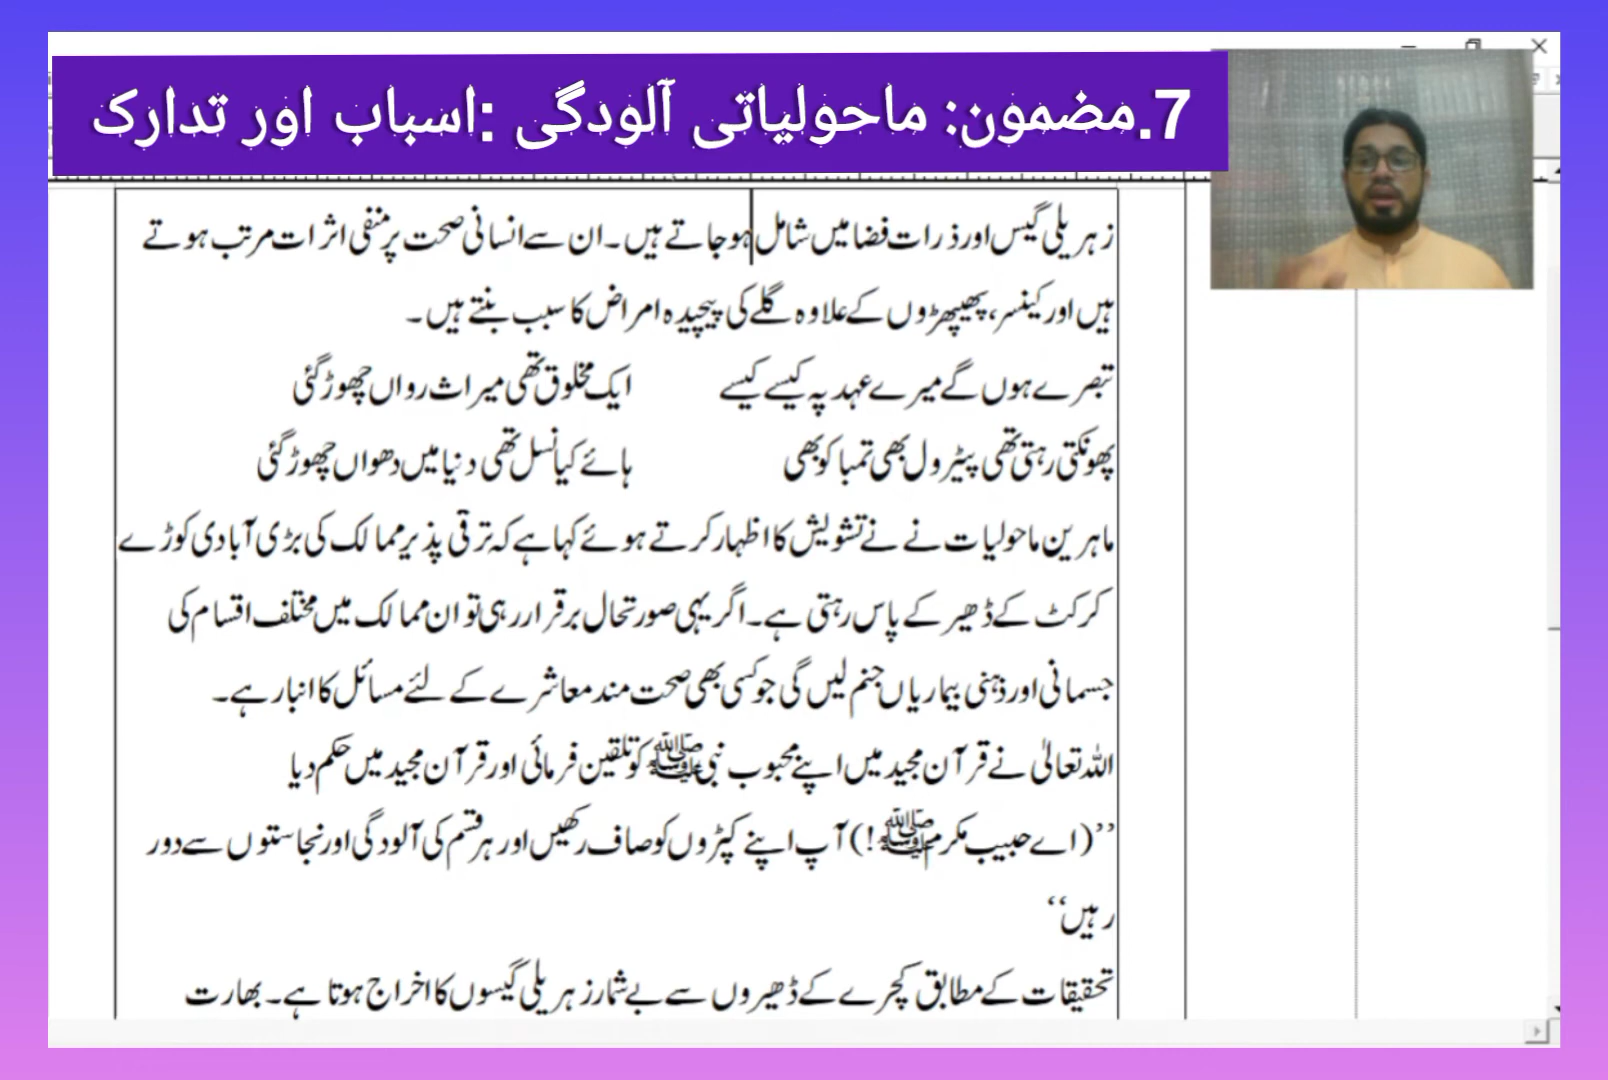 7.مضمون: ماحولیاتی آلودگی :اسباب اور تدارک
زہریلی گیس اور ذرات فضا میں شامل ہوجاتے ہیں۔ ان سے انسانی صحت پر منفی اثرات مرتب ہوتے
ہیں اور کینسر، پھیپھڑوں کے علاوہ گلے کی پیچیدہ امراض کا سبب بنتے ہیں۔
تبصرے ہوں گے میرے عہد پہ کیسے کیسے ایک مخلوق تھی میراث رواں چھوڑ گئی
پھونکتی رہتی تھی پیٹرول بھی تمباکو بھی ہائے کیا نسل تھی دنیا میں دھواں چھوڑ گئی
ماہرین ماحولیات نے نے تشویش کا اظہار کرتے ہوئے کہا ہے کہ ترقی پذیر ممالک کی بڑی آبادی کوڑے
کرکٹ کے ڈھیر کے پاس رہتی ہے۔ اگر یہی صورتحال برقرار رہی تو ان ممالک میں مختلف اقسام کی
جسمانی اور ذہنی بیماریاں جنم لیں گی جو کسی بھی صحت مند معاشرے کے لئے مسائل کا انبار ہے۔
اللہ تعالیٰ نے قرآن مجید میں اپنے محبوب نبی ﷺ کو تلقین فرمائی اور قرآن مجید میں حکم دیا
’’(اے حبیب مکرم ﷺ!) آپ اپنے کپڑوں کو صاف رکھیں اور ہر قسم کی آلودگی اور نجاستوں سے دور
رہیں‘‘
تحقیقات کے مطابق کچرے کے ڈھیروں سے بے شمار زہریلی گیسوں کا اخراج ہوتا ہے۔ بھارت